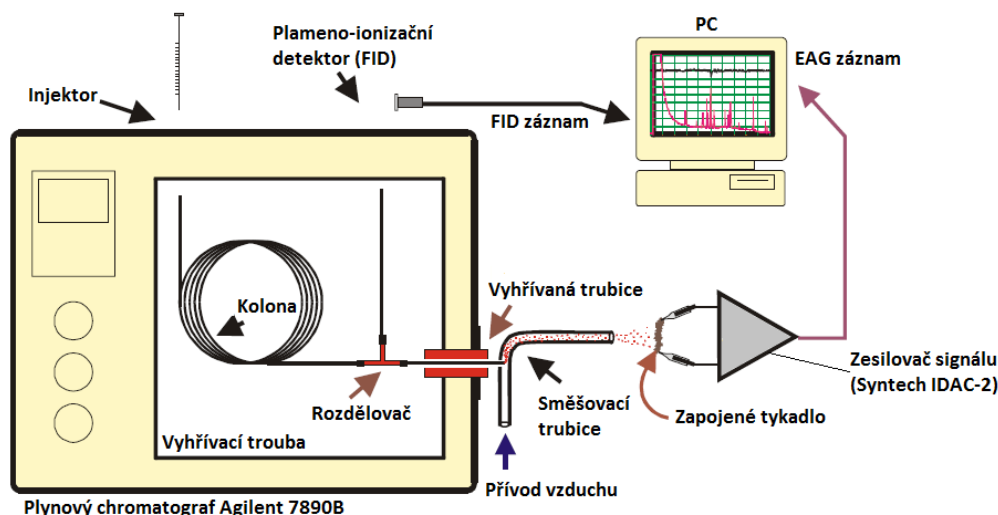 PC
Plameno-ionizační
detektor (FID)
EAG záznam
Injektor
FID záznam
Kolona
Vyhřívaná trubice
Rozdělovač
Směšovací
trubice
Zapojené tykadlo
Zesilovač signálu
(Syntech IDAC-2)
Vyhřívací trouba
Přívod vzduchu
Plynový chromatograf Agilent 7890B